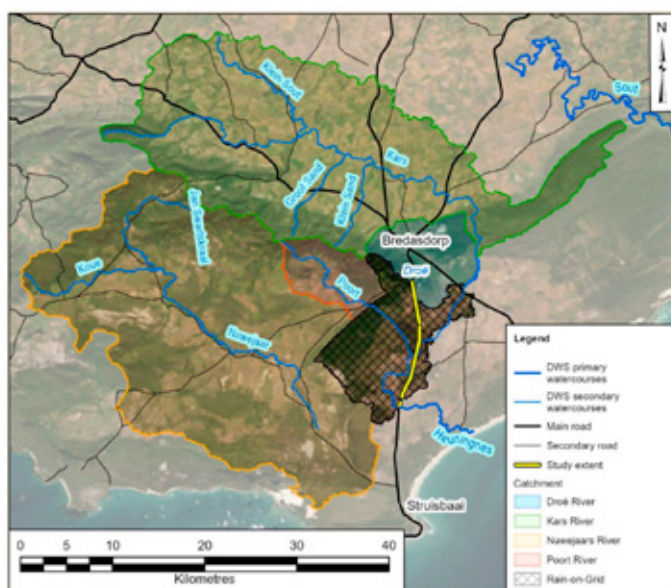 N
Klein Sout
Sout
Kars
Groot Sand
Klein Sand
Jan Swartskraal
Bredasdorp
Droë
Koue
Poort
Nuwejaar
Heuningnes
Struisbaai
Legend
DWS primary
watercourses
DWS secondary
watercourses
Main road
Secondary road
Study extent
Catchment
Droë River
Kars River
Nuwejaars River
Poort River
Rain-on-Grid
0 5 10 20 30 40
Kilometres